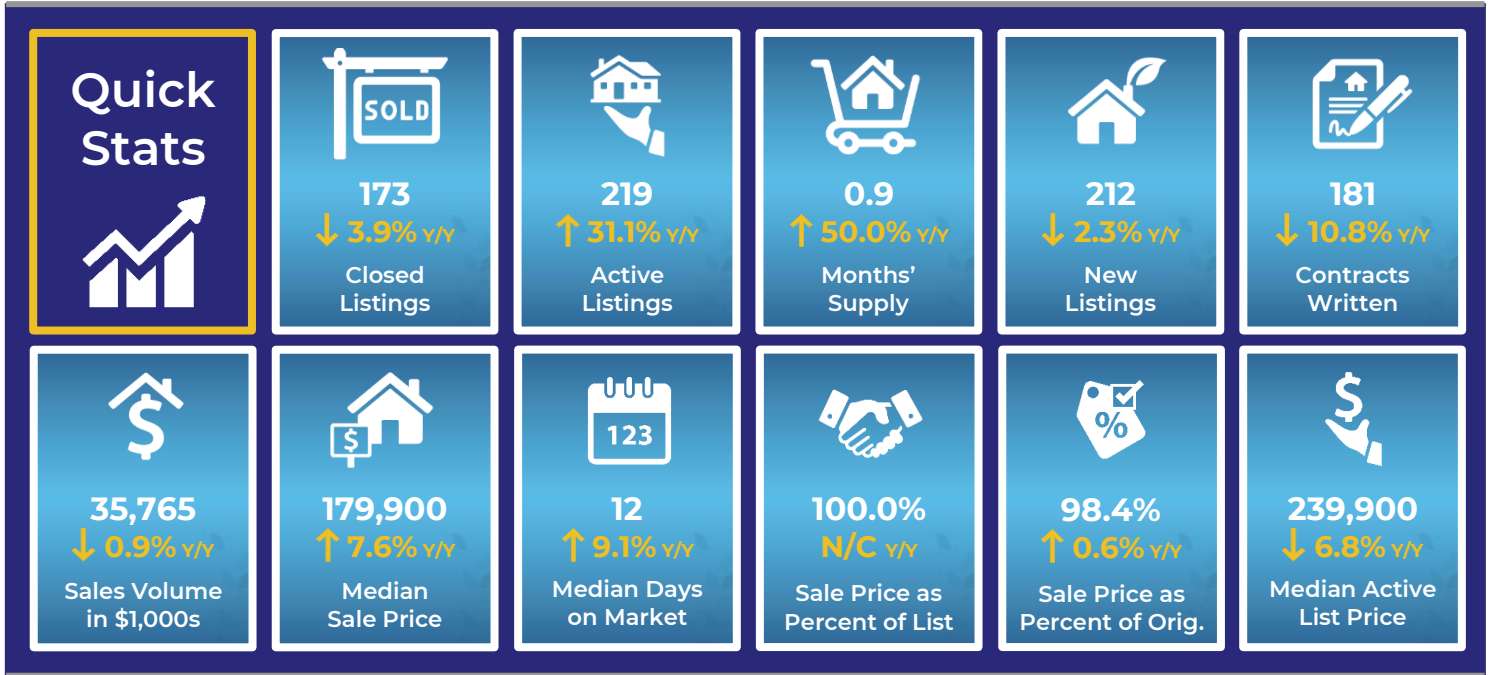 Quick
Stats
SOLD
173
↓ 3.9% Y/Y
Closed
Listings
219
↑ 31.1% Y/Y
Active
Listings
0.9
↑ 50.0% Y/Y
Months’
Supply
212
↓ 2.3% Y/Y
New
Listings
181
↓ 10.8% Y/Y
Contracts
Written
$
35,765
↓ 0.9% Y/Y
Sales Volume
in $1,000s
$
179,900
↑ 7.6% Y/Y
Median
Sale Price
123
12
↑ 9.1% Y/Y
Median Days
on Market
100.0%
N/C Y/Y
Sale Price as
Percent of List
%
98.4%
↑ 0.6% Y/Y
Sale Price as
Percent of Orig.
$
239,900
↓ 6.8% Y/Y
Median Active
List Price